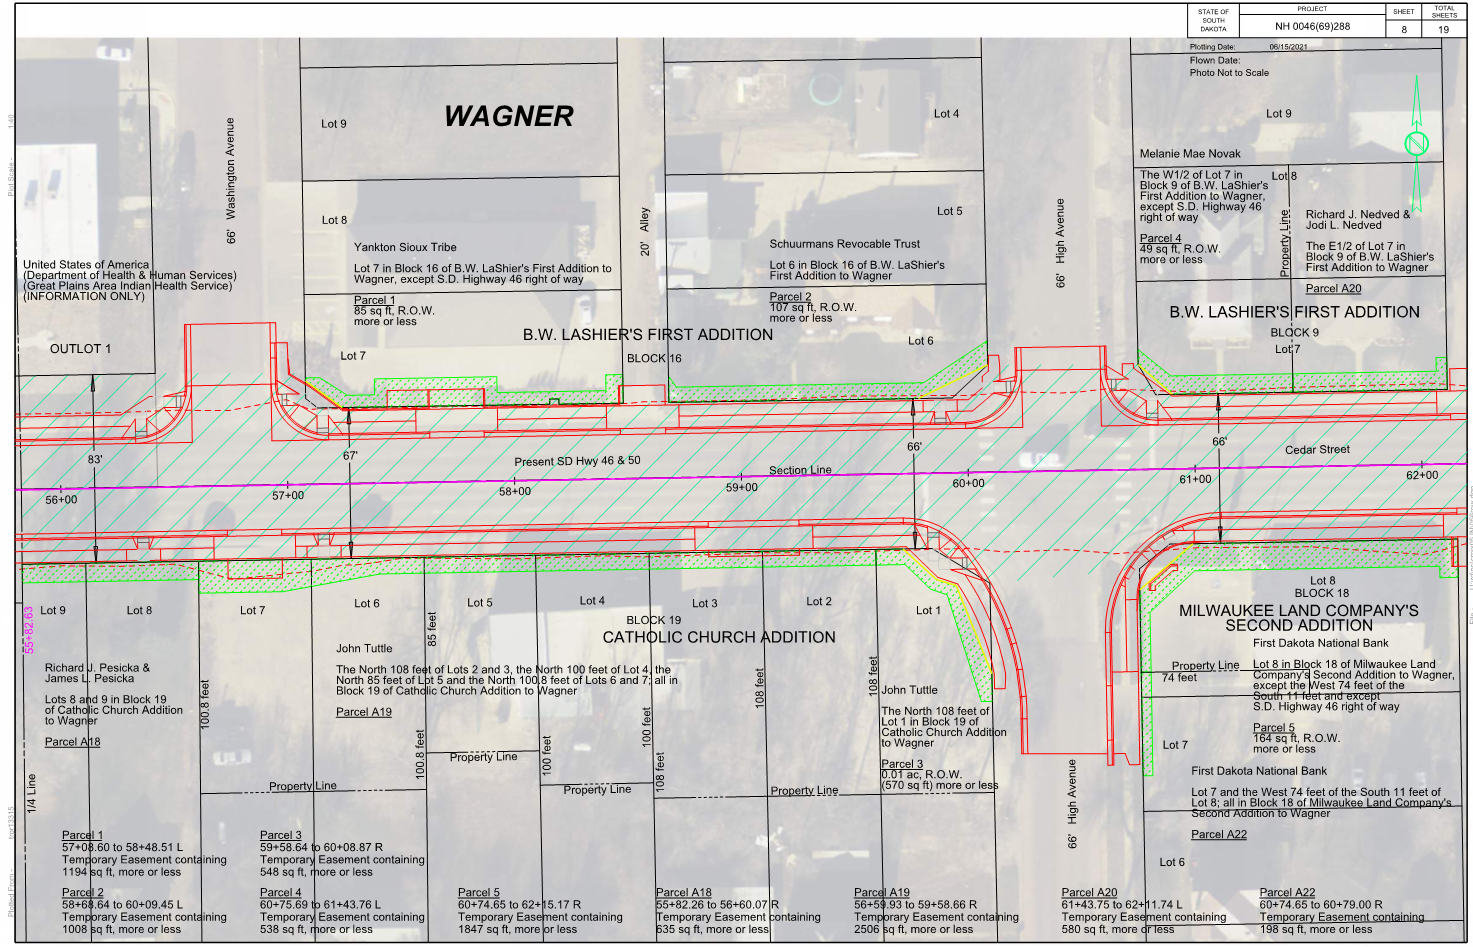 STATE OF SOUTH DAKOTA
PROJECT
NH 0046(69)288
SHEET
8
TOTAL SHEETS
19
Plotting Date: 06/15/2021
Flown Date:
Photo Not to Scale
Plot Scale - 1:40
WAGNER
Lot 9
Lot 8
66' Washington Avenue
Yankton Sioux Tribe
Lot 7 in Block 16 of B.W. LaShier's First Addition to
Wagner, except S.D. Highway 46 right of way
Parcel 1
85 sq ft, R.O.W.
more or less
Lot 7
20' Alley
Lot 4
Lot 5
Schuurmans Revocable Trust
Lot 6 in Block 16 of B.W. LaShier's
First Addition to Wagner
Parcel 2
107 sq ft, R.O.W.
more or less
Lot 6
B.W. LASHIER'S FIRST ADDITION
BLOCK 16
66' High Avenue
Lot 9
Melanie Mae Novak
The W1/2 of Lot 7 in
Block 9 of B.W. LaShier's
First Addition to Wagner,
except S.D. Highway 46
right of way
Parcel 4
49 sq ft, R.O.W.
more or less
Lot 8
Property Line
Richard J. Nedved &
Jodi L. Nedved
The E1/2 of Lot 7 in
Block 9 of B.W. LaShier's
First Addition to Wagner
Parcel A20
B.W. LASHIER'S FIRST ADDITION
BLOCK 9
Lot 7
United States of America
(Department of Health & Human Services)
(Great Plains Area Indian Health Service)
(INFORMATION ONLY)
OUTLOT 1
83'
67'
66'
66'
Present SD Hwy 46 & 50
Section Line
Cedar Street
56+00
57+00
58+00
59+00
60+00
61+00
62+00
55+82.63
1/4 Line
Lot 9
Lot 8
Lot 7
Lot 6
Lot 5
Lot 4
Lot 3
Lot 2
Lot 1
BLOCK 19
CATHOLIC CHURCH ADDITION
Richard J. Pesicka &
James L. Pesicka
Lots 8 and 9 in Block 19
of Catholic Church Addition
to Wagner
Parcel A18
100.8 feet
John Tuttle
The North 108 feet of Lots 2 and 3, the North 100 feet of Lot 4, the
North 85 feet of Lot 5 and the North 100.8 feet of Lots 6 and 7; all in
Block 19 of Catholic Church Addition to Wagner
Parcel A19
85 feet
100.8 feet
100 feet
100 feet
108 feet
108 feet
108 feet
Property Line
Property Line
Property Line
Property Line
John Tuttle
The North 108 feet of
Lot 1 in Block 19 of
Catholic Church Addition
to Wagner
Parcel 3
0.01 ac, R.O.W.
(570 sq ft) more or less
66' High Avenue
Lot 8
BLOCK 18
MILWAUKEE LAND COMPANY'S
SECOND ADDITION
First Dakota National Bank
Property Line
74 feet
Lot 8 in Block 18 of Milwaukee Land
Company's Second Addition to Wagner,
except the West 74 feet of the
South 11 feet and except
S.D. Highway 46 right of way
Parcel 5
164 sq ft, R.O.W.
more or less
Lot 7
First Dakota National Bank
Lot 7 and the West 74 feet of the South 11 feet of
Lot 8; all in Block 18 of Milwaukee Land Company's
Second Addition to Wagner
Parcel A22
Lot 6
Parcel 1
57+08.60 to 58+48.51 L
Temporary Easement containing
1194 sq ft, more or less
Parcel 3
59+58.64 to 60+08.87 R
Temporary Easement containing
548 sq ft, more or less
Parcel 2
58+68.64 to 60+09.45 L
Temporary Easement containing
1008 sq ft, more or less
Parcel 4
60+75.69 to 61+43.76 L
Temporary Easement containing
538 sq ft, more or less
Parcel 5
60+74.65 to 62+15.17 R
Temporary Easement containing
1847 sq ft, more or less
Parcel A18
55+82.26 to 56+60.07 R
Temporary Easement containing
635 sq ft, more or less
Parcel A19
56+59.93 to 59+58.66 R
Temporary Easement containing
2506 sq ft, more or less
Parcel A20
61+43.75 to 62+11.74 L
Temporary Easement containing
580 sq ft, more or less
Parcel A22
60+74.65 to 60+79.00 R
Temporary Easement containing
198 sq ft, more or less
Plotted From -